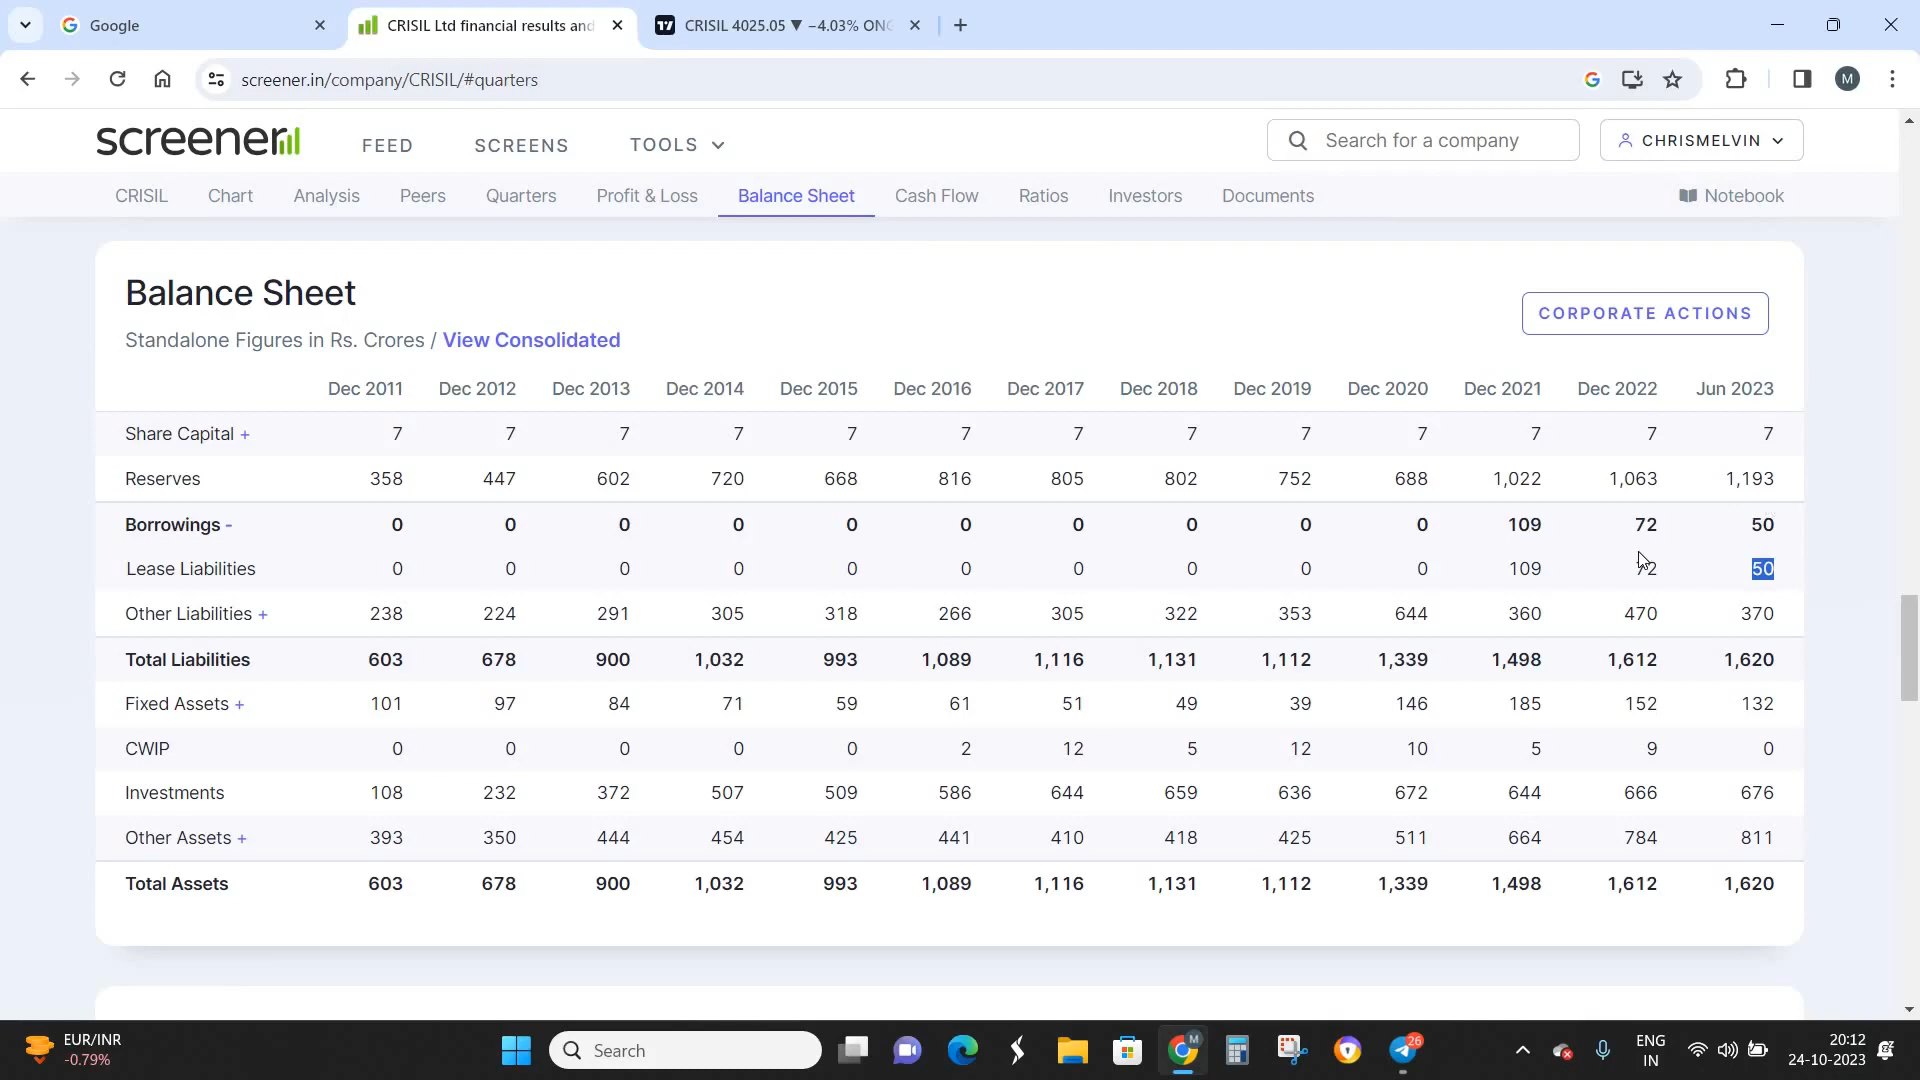 Google
CRISIL Ltd financial results and
CRISIL 4025.05 ▼ −4.03% ONG
screener.in/company/CRISIL/#quarters
M
screener
FEED SCREENS TOOLS
Search for a company
CHRISMELVIN
CRISIL Chart Analysis Peers Quarters Profit & Loss Balance Sheet Cash Flow Ratios Investors Documents Notebook
Balance Sheet
CORPORATE ACTIONS
Standalone Figures in Rs. Crores / View Consolidated
Dec 2011 Dec 2012 Dec 2013 Dec 2014 Dec 2015 Dec 2016 Dec 2017 Dec 2018 Dec 2019 Dec 2020 Dec 2021 Dec 2022 Jun 2023
Share Capital + 7 7 7 7 7 7 7 7 7 7 7 7 7
Reserves 358 447 602 720 668 816 805 802 752 688 1,022 1,063 1,193
Borrowings - 0 0 0 0 0 0 0 0 0 0 109 72 50
Lease Liabilities 0 0 0 0 0 0 0 0 0 0 109 72 50
Other Liabilities + 238 224 291 305 318 266 305 322 353 644 360 470 370
Total Liabilities 603 678 900 1,032 993 1,089 1,116 1,131 1,112 1,339 1,498 1,612 1,620
Fixed Assets + 101 97 84 71 59 61 51 49 39 146 185 152 132
CWIP 0 0 0 0 0 2 12 5 12 10 5 9 0
Investments 108 232 372 507 509 586 644 659 636 672 644 666 676
Other Assets + 393 350 444 454 425 441 410 418 425 511 664 784 811
Total Assets 603 678 900 1,032 993 1,089 1,116 1,131 1,112 1,339 1,498 1,612 1,620
EUR/INR
-0.79%
Search
M
26
ENG
IN
20:12
24-10-2023